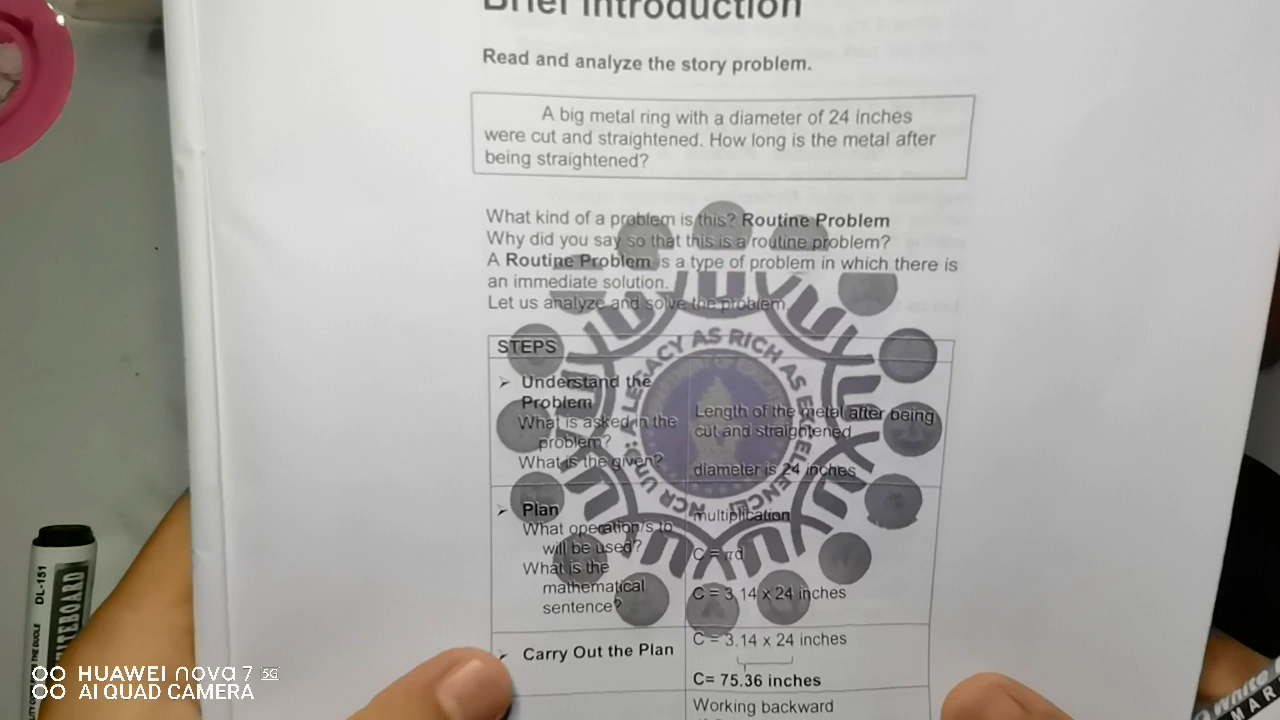 Brief Introduction
Read and analyze the story problem.
A big metal ring with a diameter of 24 inches
were cut and straightened. How long is the metal after
being straightened?
What kind of a problem is this? Routine Problem
Why did you say so that this is a routine problem?
A Routine Problem is a type of problem in which there is
an immediate solution.
Let us analyze and solve the problem.
STEPS
➢ Understand the
Problem
What is asked in the
problem?
What is the given?
Length of the metal after being
cut and straightened
diameter is 24 inches
➢ Plan
What operation/s to
will be used?
What is the
mathematical
sentence?
multiplication
C = πd
C = 3.14 x 24 inches
➢ Carry Out the Plan
C = 3.14 x 24 inches
C= 75.36 inches
Working backward
A LEGACY AS RICH AS EXCELLENCE!
NCR UNO:
DL-151
HUAWEI nova 7 5G
AI QUAD CAMERA